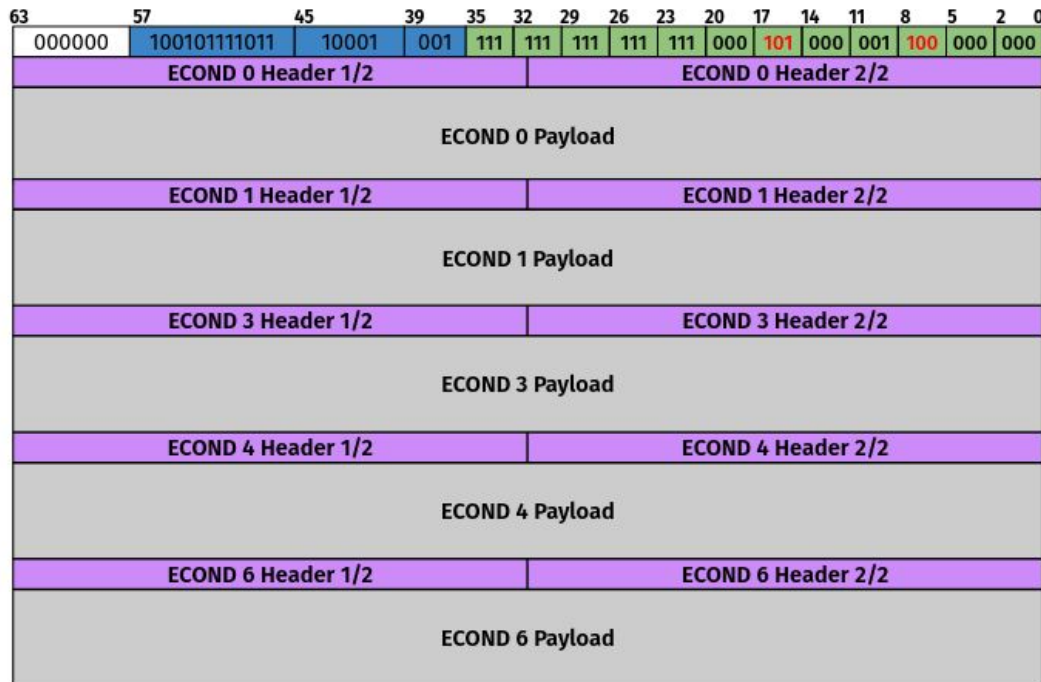 63 57 45 39 35 32 29 26 23 20 17 14 11 8 5 2 0
000000 100101111011 10001 001 111 111 111 111 111 000 101 000 001 100 000 000
ECOND 0 Header 1/2 ECOND 0 Header 2/2
ECOND 0 Payload
ECOND 1 Header 1/2 ECOND 1 Header 2/2
ECOND 1 Payload
ECOND 3 Header 1/2 ECOND 3 Header 2/2
ECOND 3 Payload
ECOND 4 Header 1/2 ECOND 4 Header 2/2
ECOND 4 Payload
ECOND 6 Header 1/2 ECOND 6 Header 2/2
ECOND 6 Payload